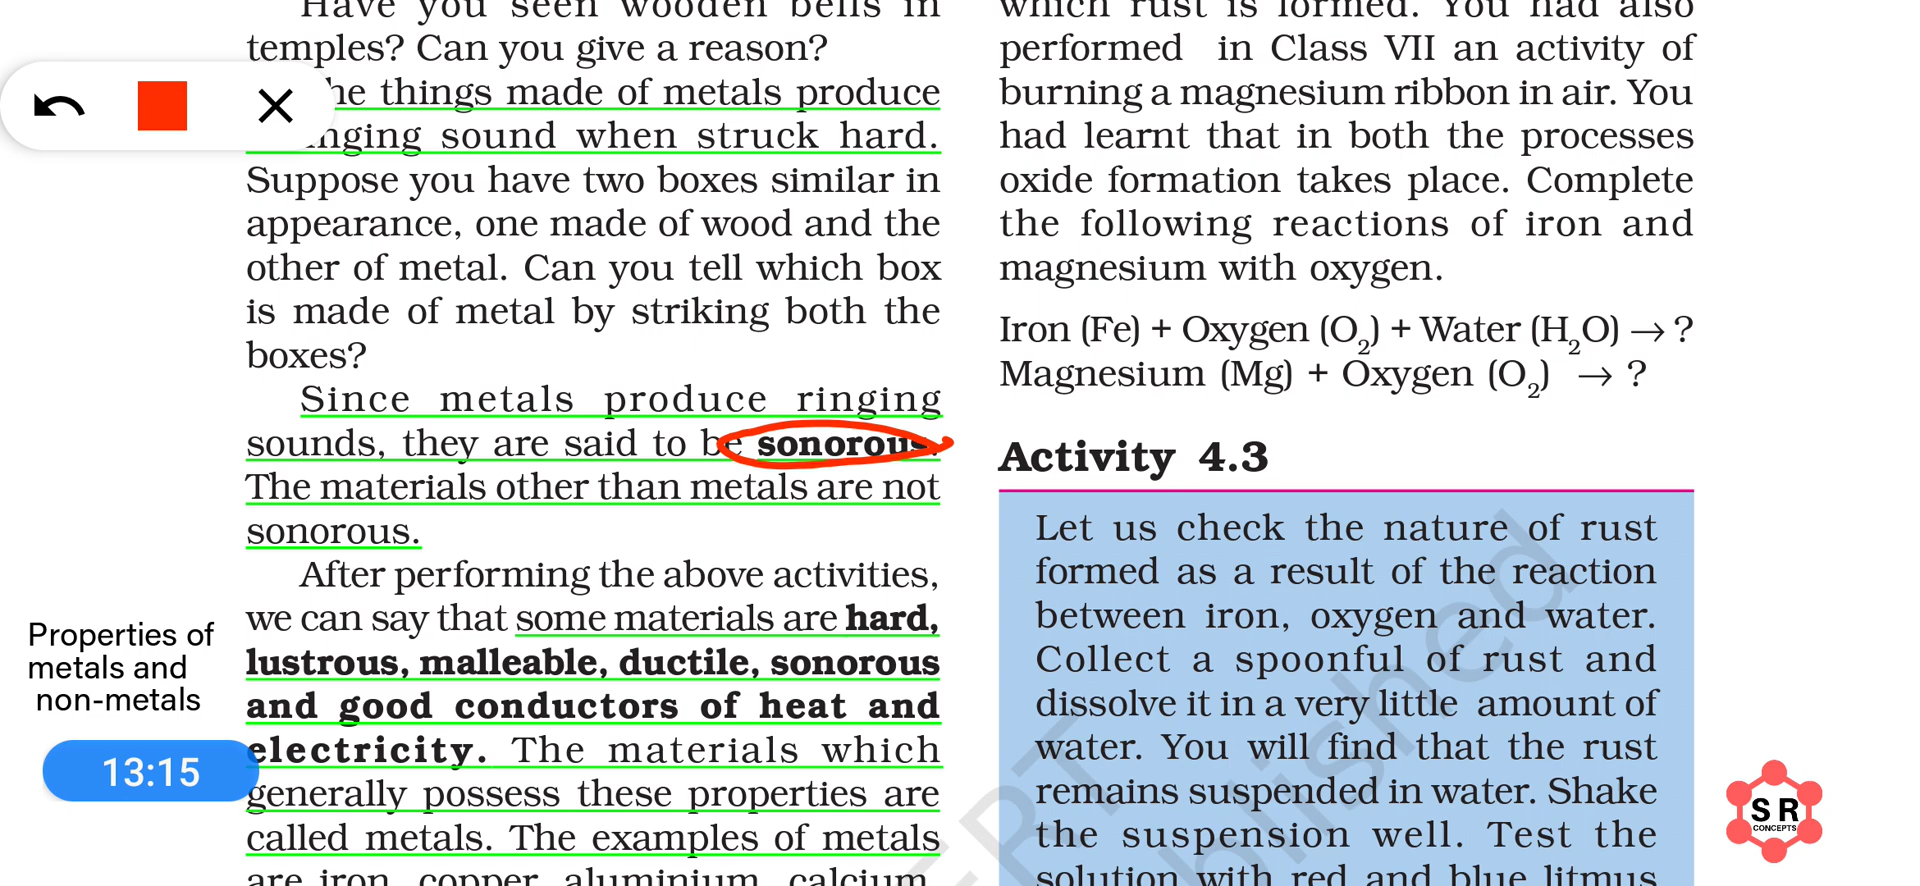 Have you seen wooden bells in
temples? Can you give a reason?
he things made of metals produce
nging sound when struck hard.
Suppose you have two boxes similar in
appearance, one made of wood and the
other of metal. Can you tell which box
is made of metal by striking both the
boxes?
Since metals produce ringing
sounds, they are said to be sonorous.
The materials other than metals are not
sonorous.
After performing the above activities,
we can say that some materials are hard,
lustrous, malleable, ductile, sonorous
and good conductors of heat and
electricity. The materials which
generally possess these properties are
called metals. The examples of metals
are iron, copper, aluminium, calcium,
Properties of
metals and
non-metals
13:15
which rust is formed. You had also
performed in Class VII an activity of
burning a magnesium ribbon in air. You
had learnt that in both the processes
oxide formation takes place. Complete
the following reactions of iron and
magnesium with oxygen.
Iron (Fe) + Oxygen (O₂) + Water (H₂O) → ?
Magnesium (Mg) + Oxygen (O₂) → ?
Activity 4.3
Let us check the nature of rust
formed as a result of the reaction
between iron, oxygen and water.
Collect a spoonful of rust and
dissolve it in a very little amount of
water. You will find that the rust
remains suspended in water. Shake
the suspension well. Test the
solution with red and blue litmus
S R
CONCEPTS